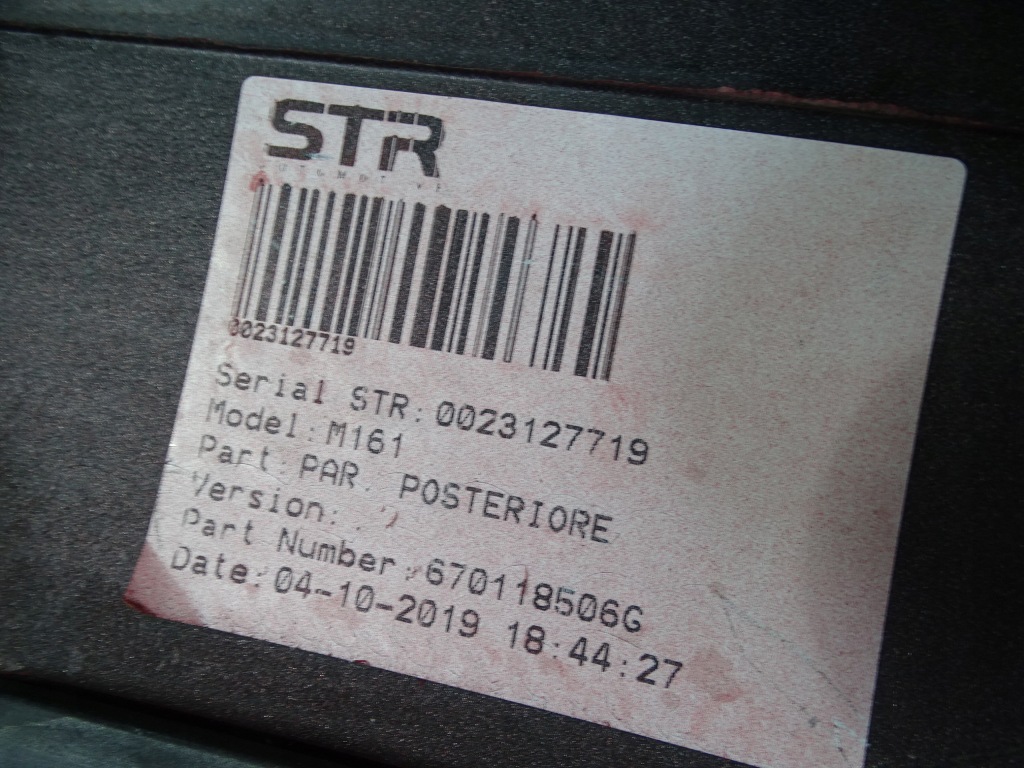 STR
0023127719
Serial STR: 0023127719
Model: M161
Part: PAR. POSTERIORE
Version:
Part Number: 670118506G
Date: 04-10-2019 18:44:27